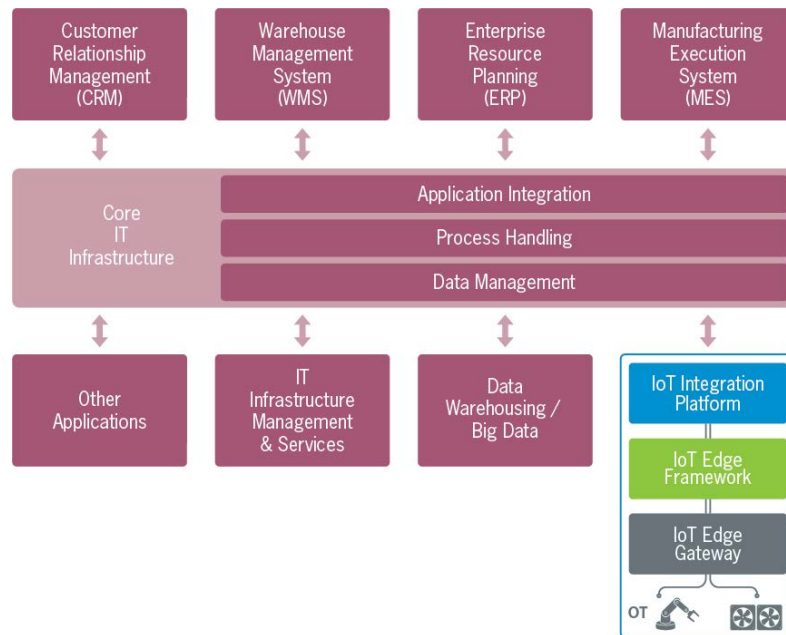 Customer
Relationship
Management
(CRM)
Warehouse
Management
System
(WMS)
Enterprise
Resource
Planning
(ERP)
Manufacturing
Execution
System
(MES)
Core
IT
Infrastructure
Application Integration
Process Handling
Data Management
Other
Applications
IT
Infrastructure
Management
& Services
Data
Warehousing /
Big Data
IoT Integration
Platform
IoT Edge
Framework
IoT Edge
Gateway
OT